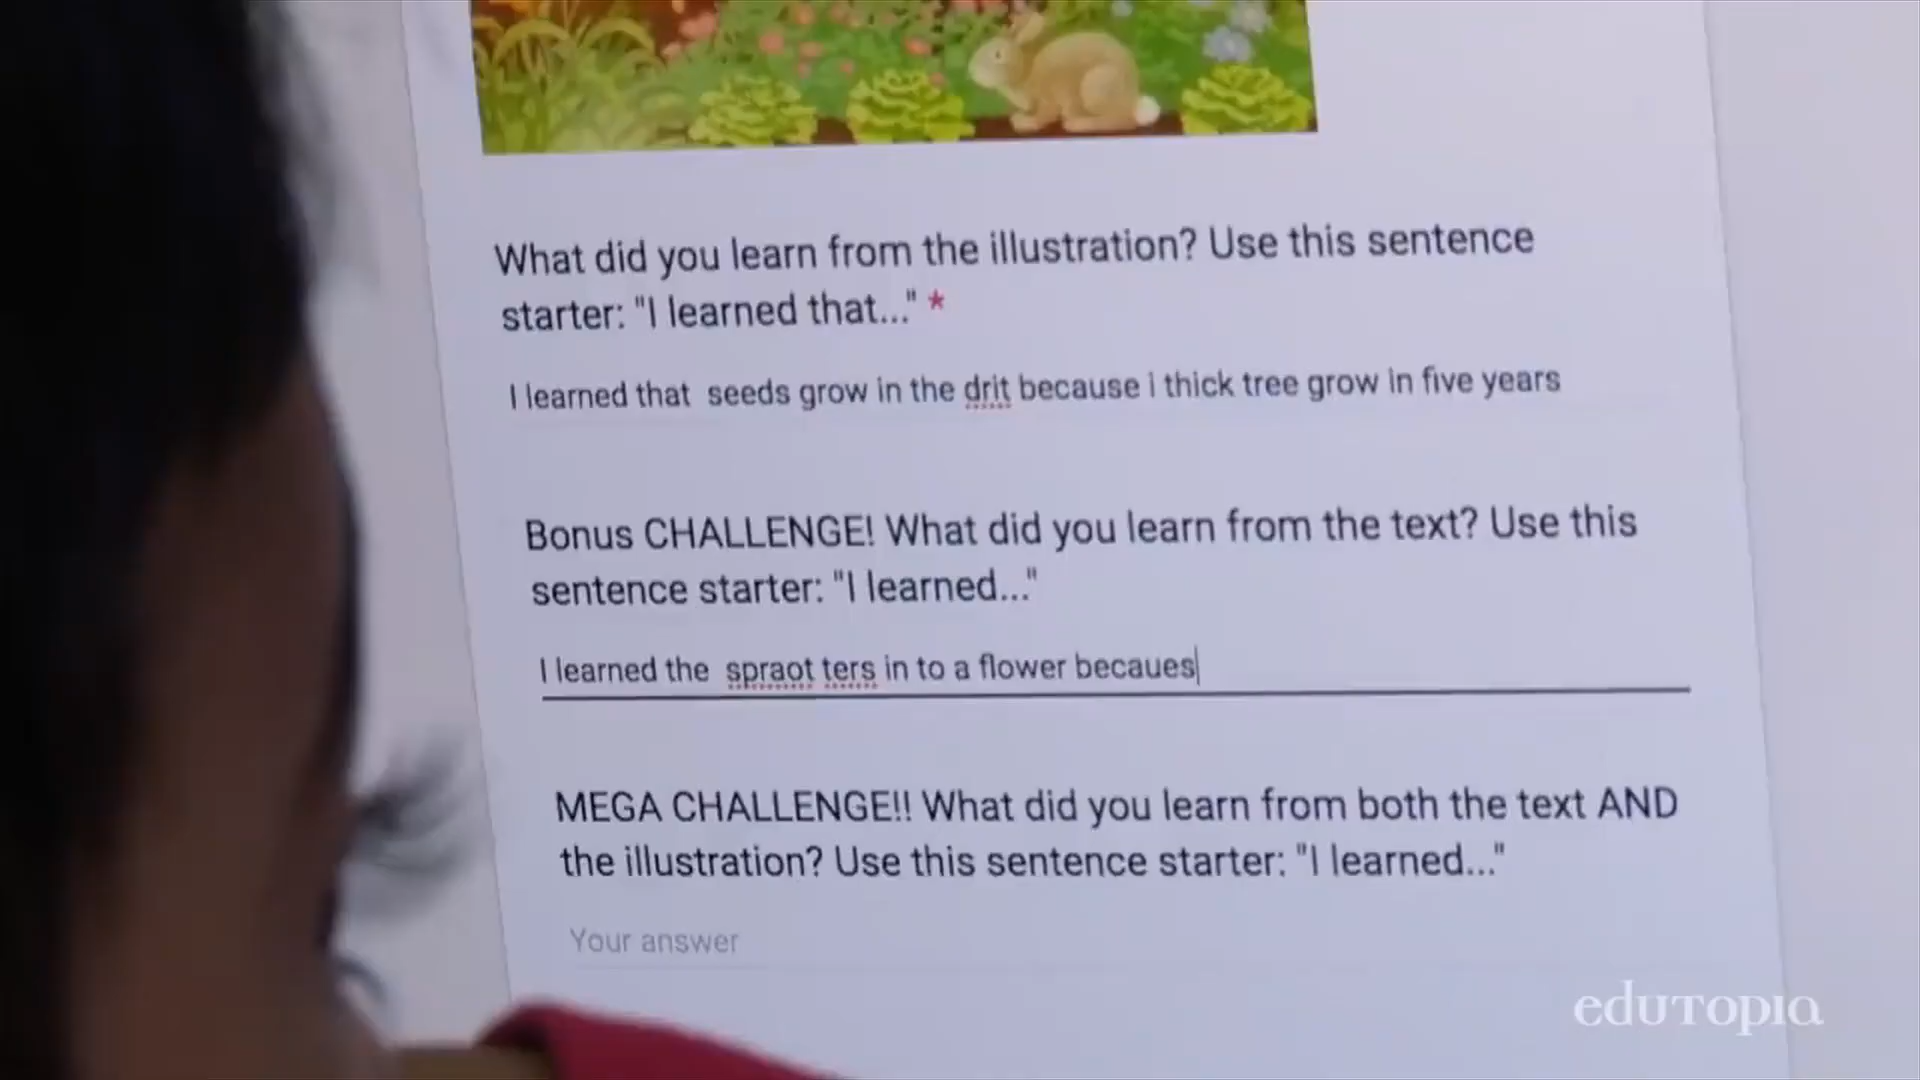 What did you learn from the illustration? Use this sentence
starter: "I learned that..." *
I learned that seeds grow in the drit because i thick tree grow in five years
Bonus CHALLENGE! What did you learn from the text? Use this
sentence starter: "I learned..."
I learned the spraot ters in to a flower becaues
MEGA CHALLENGE!! What did you learn from both the text AND
the illustration? Use this sentence starter: "I learned..."
Your answer
edutopia